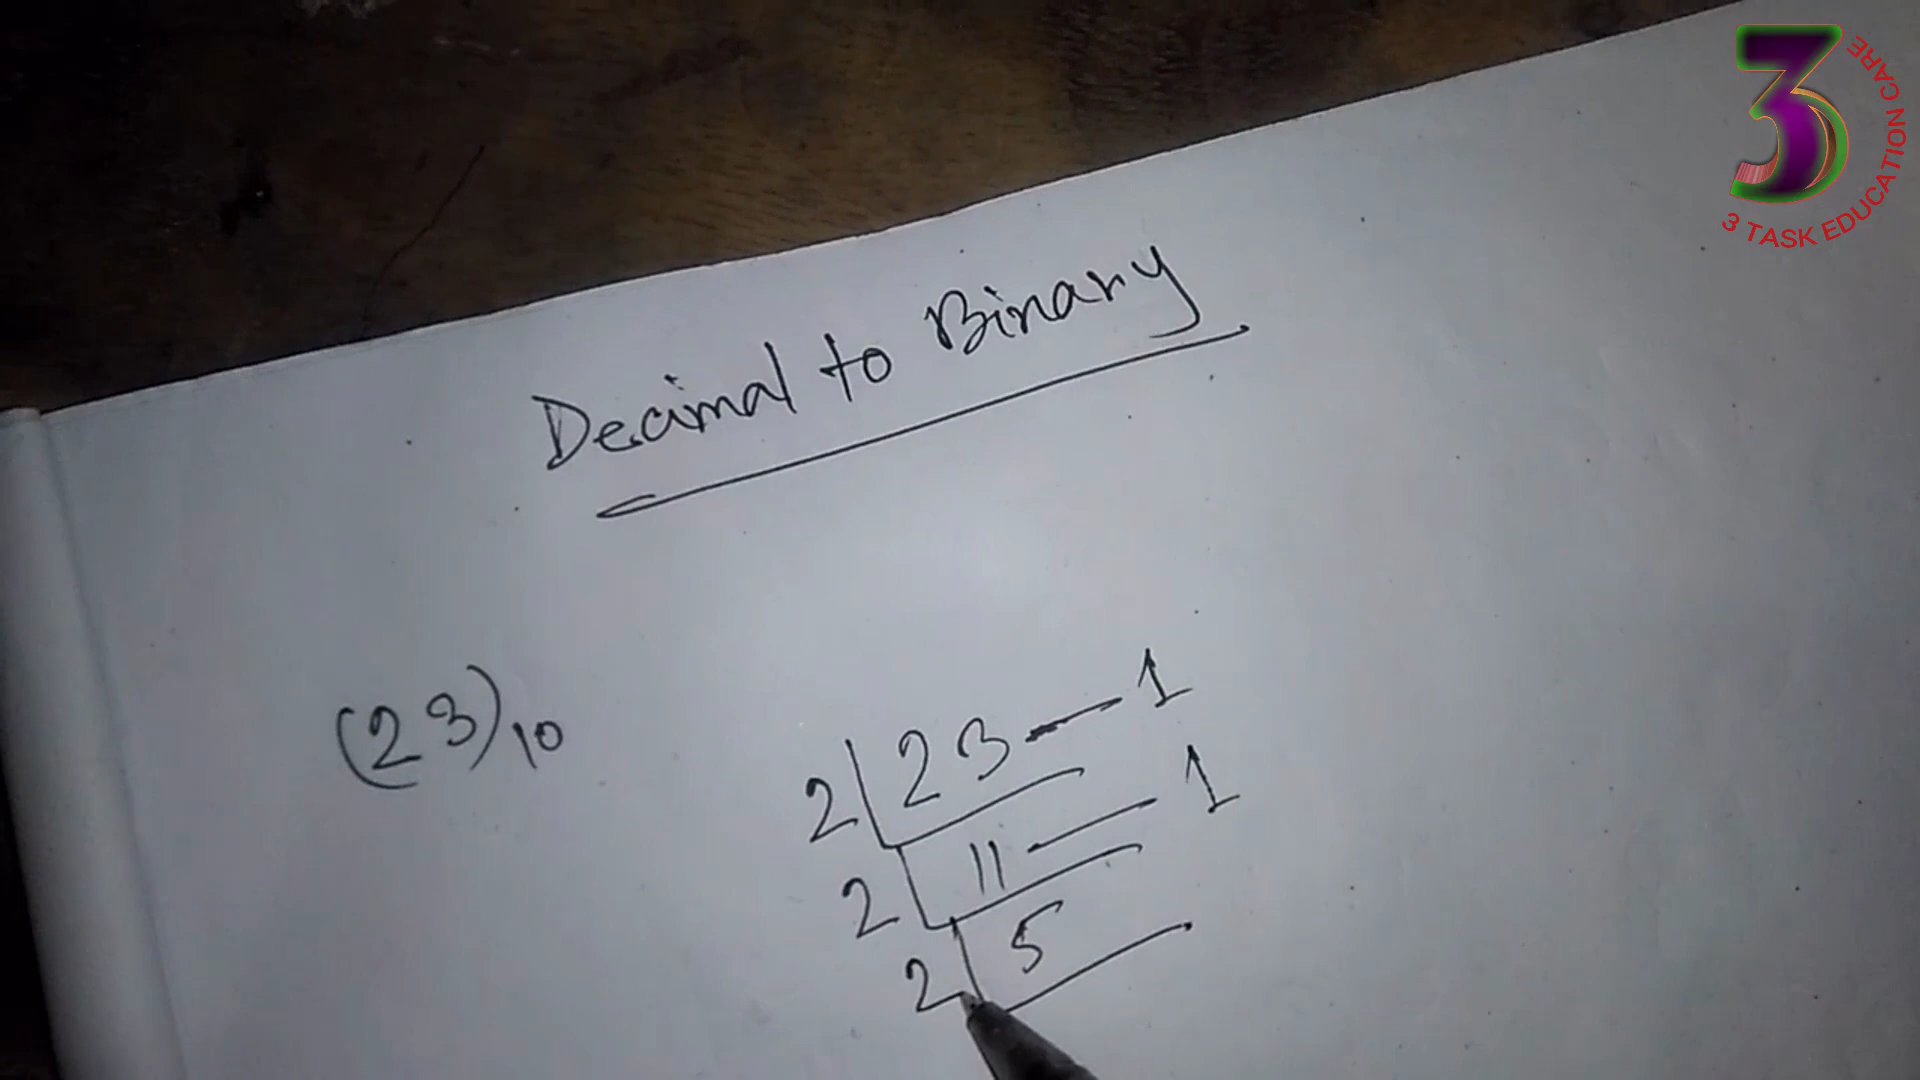 3
3 TASK EDUCATION CARE
Decimal to Binary
(23)10
2 23 — 1
2 11 — 1
2 5